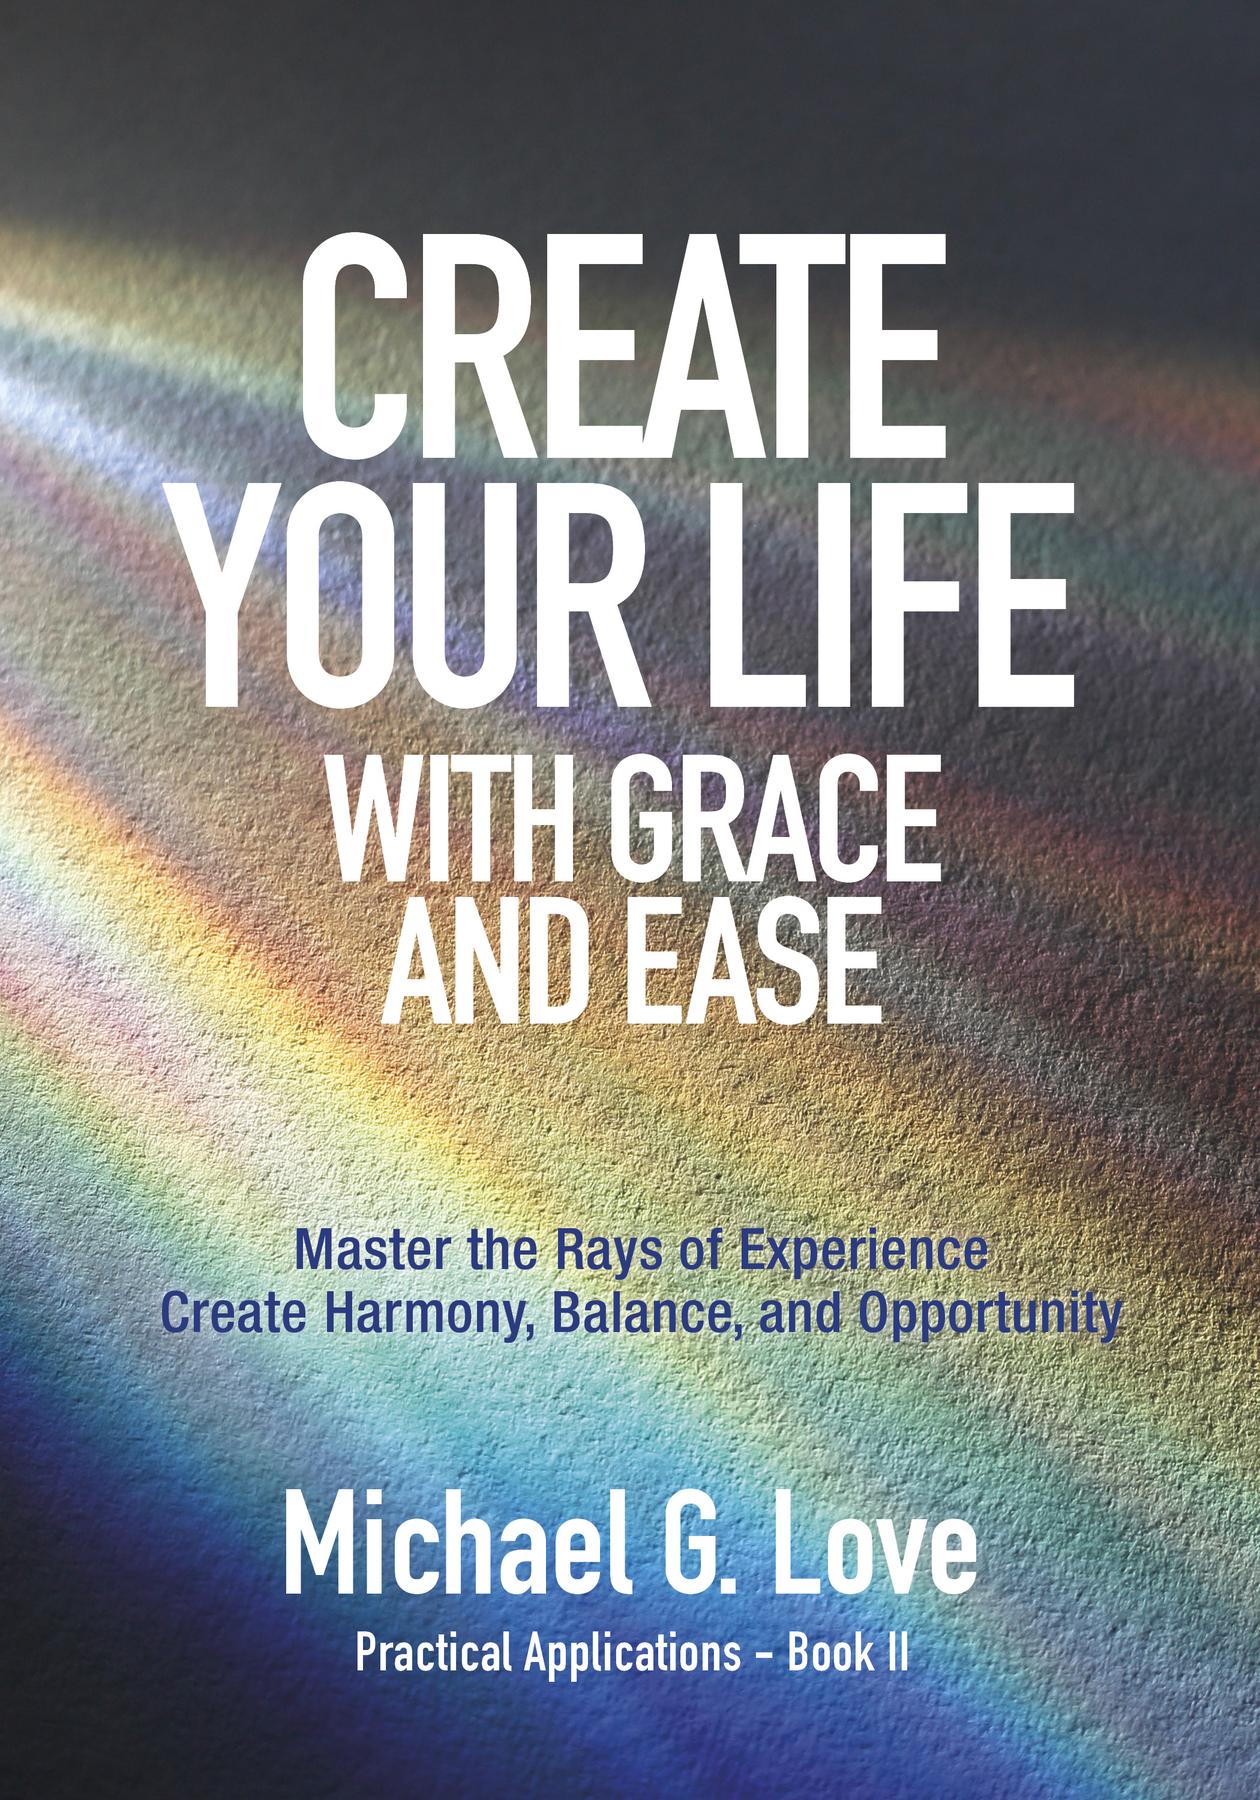 CREATE
YOUR LIFE
WITH GRACE
AND EASE
Master the Rays of Experience
Create Harmony, Balance, and Opportunity
Michael G. Love
Practical Applications – Book II